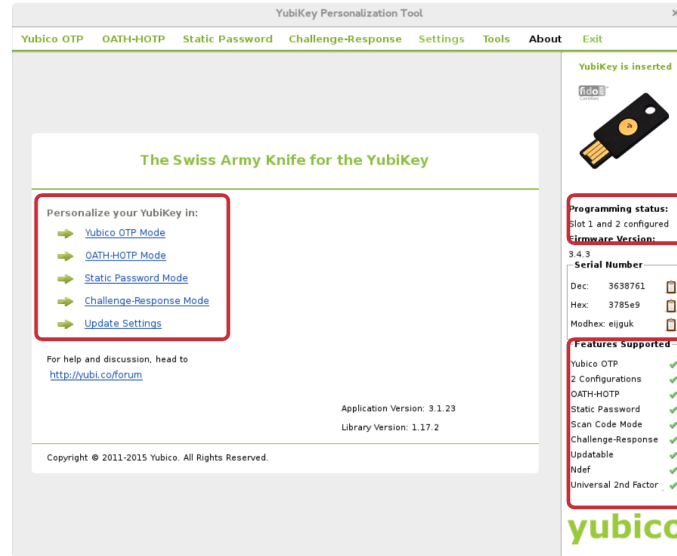 YubiKey Personalization Tool
Yubico OTP OATH-HOTP Static Password Challenge-Response Settings Tools About Exit
The Swiss Army Knife for the YubiKey
Personalize your YubiKey in:
Yubico OTP Mode
OATH-HOTP Mode
Static Password Mode
Challenge-Response Mode
Update Settings
For help and discussion, head to
http://yubi.co/forum
Application Version: 3.1.23
Library Version: 1.17.2
Copyright © 2011-2015 Yubico. All Rights Reserved.
YubiKey is inserted
fido
Programming status:
Slot 1 and 2 configured
Firmware Version:
3.4.3
Serial Number
Dec: 3638761
Hex: 3785e9
Modhex: eijguk
Features Supported
Yubico OTP
2 Configurations
OATH-HOTP
Static Password
Scan Code Mode
Challenge-Response
Updatable
Ndef
Universal 2nd Factor
yubico